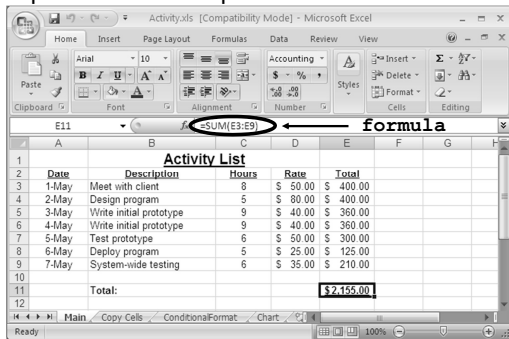 Activity.xls [Compatibility Mode] - Microsoft Excel
Home Insert Page Layout Formulas Data Review View
Paste
Arial 10
B I U A A
A
Accounting
$ % ,
Styles
Insert
Delete
Format
Σ
Clipboard Font Alignment Number Cells Editing
E11 =SUM(E3:E9) formula
A B C D E F G H
1 Activity List
2 Date Description Hours Rate Total
3 1-May Meet with client 8 $ 50.00 $ 400.00
4 2-May Design program 5 $ 80.00 $ 400.00
5 3-May Write initial prototype 9 $ 40.00 $ 360.00
6 4-May Write initial prototype 9 $ 40.00 $ 360.00
7 5-May Test prototype 6 $ 50.00 $ 300.00
8 6-May Deploy program 5 $ 25.00 $ 125.00
9 7-May System-wide testing 6 $ 35.00 $ 210.00
10
11 Total: $2,155.00
12
Main Copy Cells ConditionalFormat Chart
Ready 100%